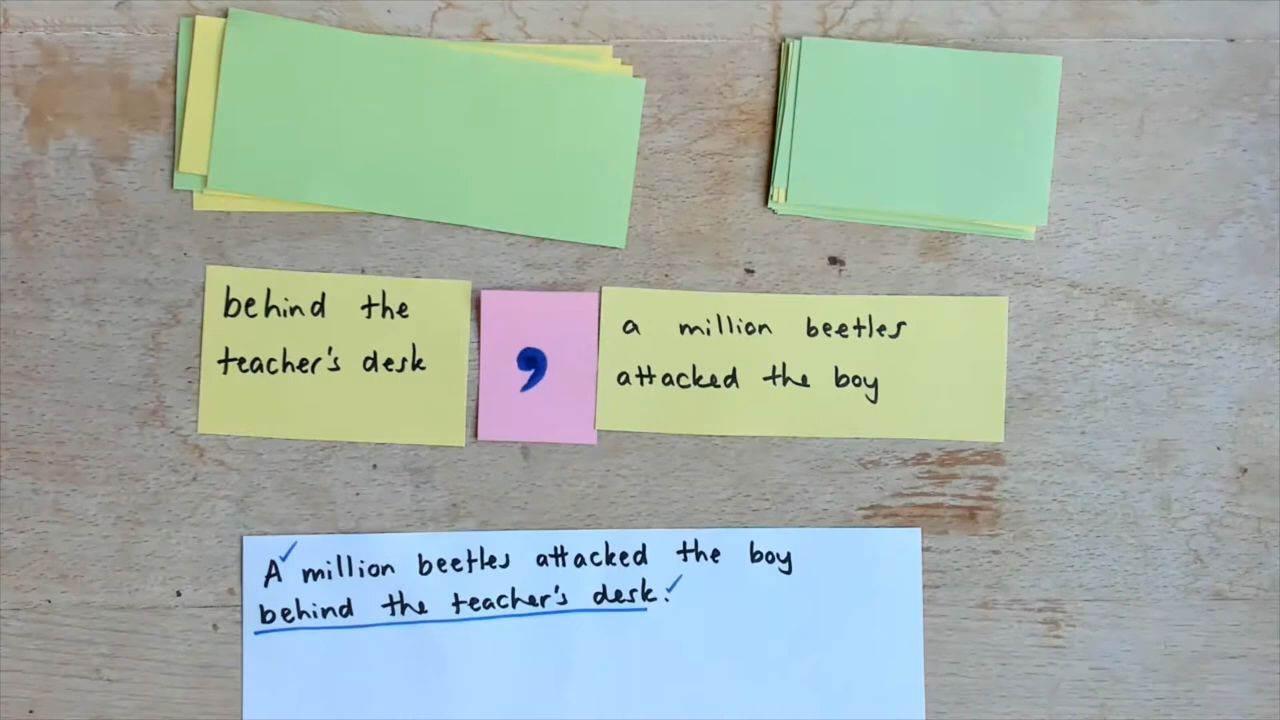 behind the
teacher's desk
,
a million beetles
attacked the boy
A✓ million beetles attacked the boy
behind the teacher's desk.✓